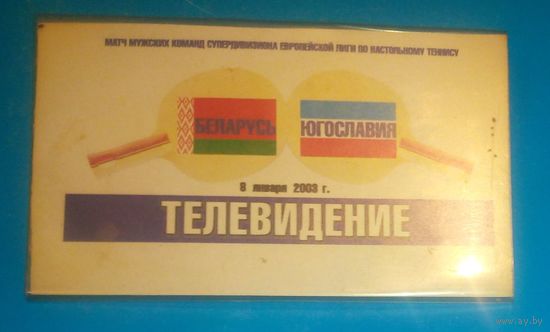 МАТЧ МУЖСКИХ КОМАНД СУПЕРДИВИЗИОНА ЕВРОПЕЙСКОЙ ЛИГИ ПО НАСТОЛЬНОМУ ТЕННИСУ
БЕЛАРУСЬ ЮГОСЛАВИЯ
8 января 2003 г.
ТЕЛЕВИДЕНИЕ
www.ay.by